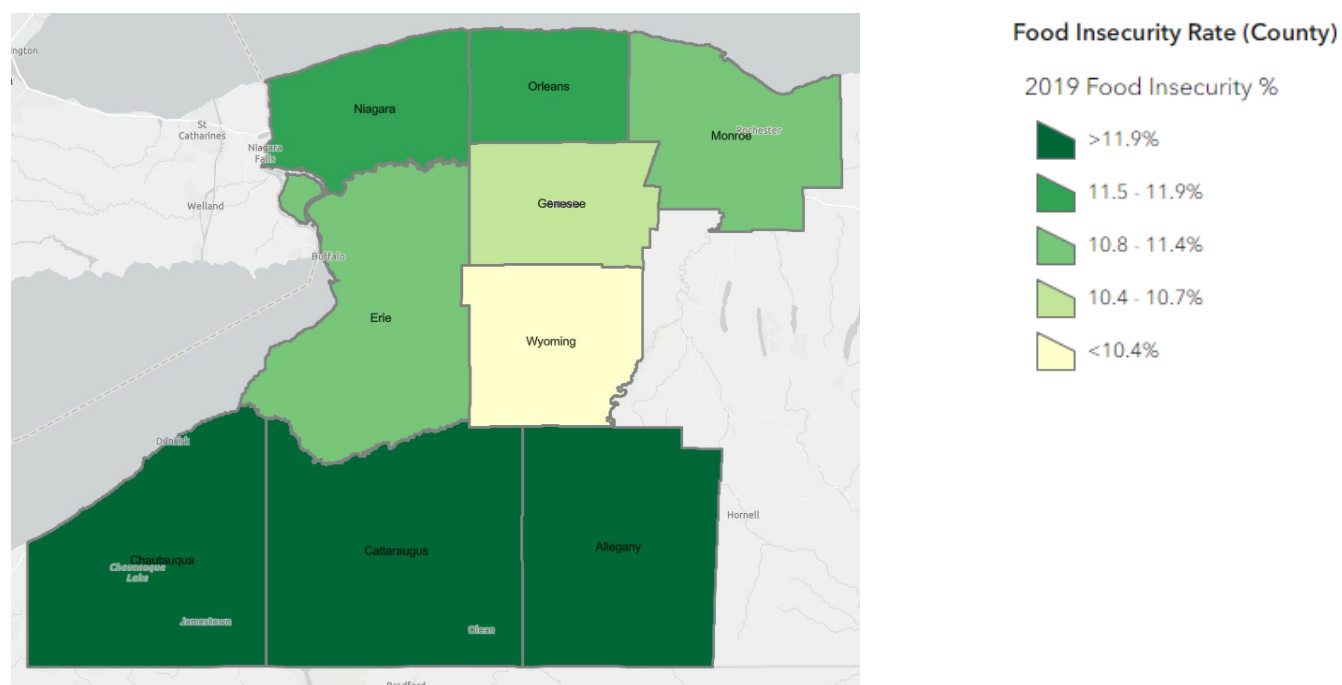 Food Insecurity Rate (County)
2019 Food Insecurity %
>11.9%
11.5 - 11.9%
10.8 - 11.4%
10.4 - 10.7%
<10.4%
ngton
Orleans
Niagara
St
Catharines
Monroe
Rochester
Niagara
Falls
Welland
Genesee
Buffalo
Erie
Wyoming
Dunkirk
Hornell
Allegany
Cattaraugus
Chautauqua
Chautauqua
Lake
Jamestown
Olean
Bradford